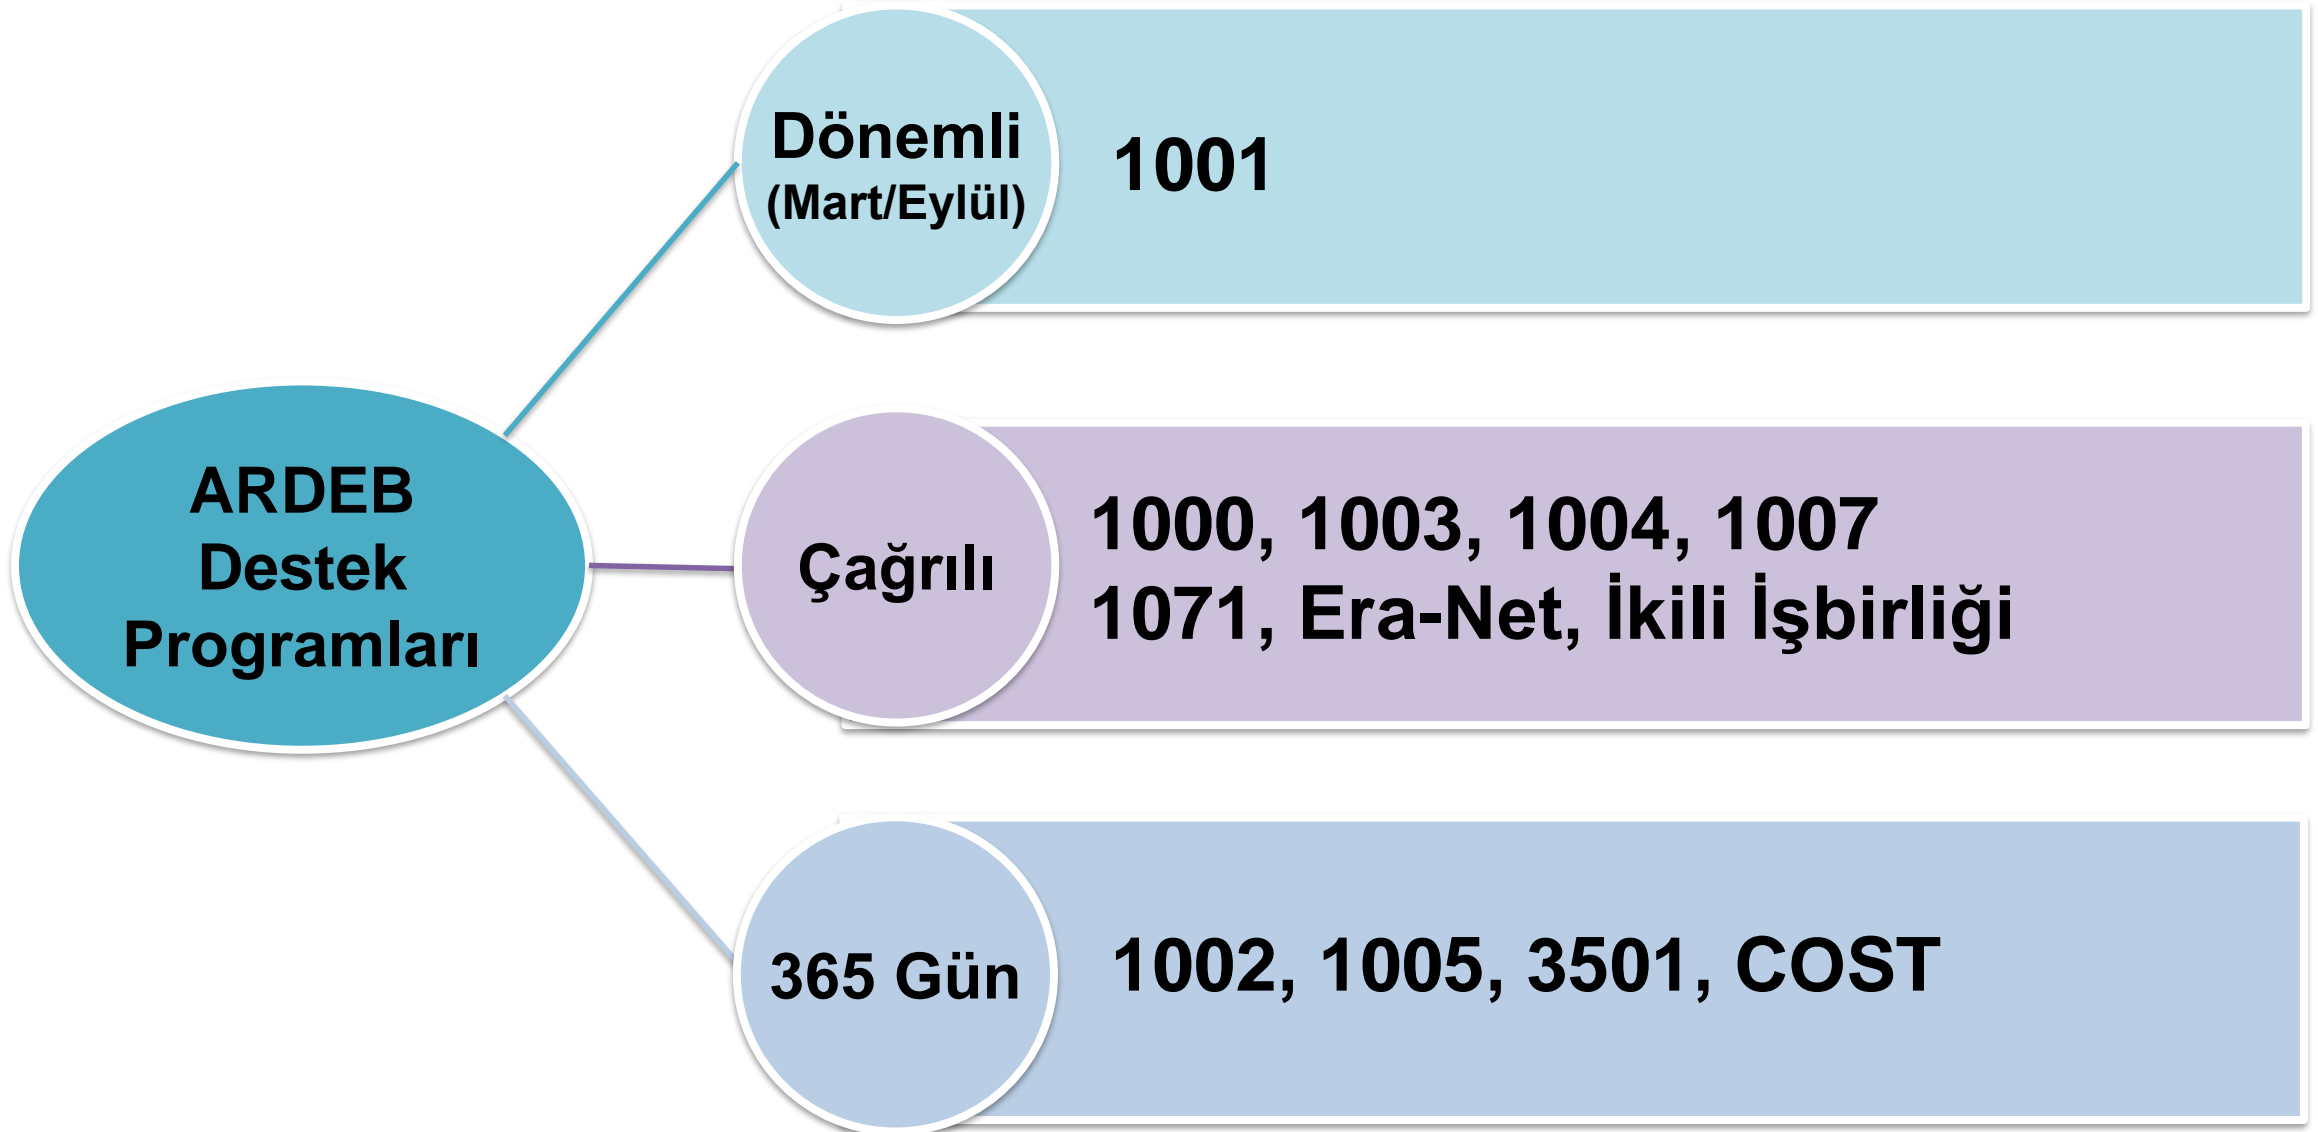 ARDEB
Destek
Programları
Dönemli
(Mart/Eylül)
1001
Çağrılı
1000, 1003, 1004, 1007
1071, Era-Net, İkili İşbirliği
365 Gün
1002, 1005, 3501, COST